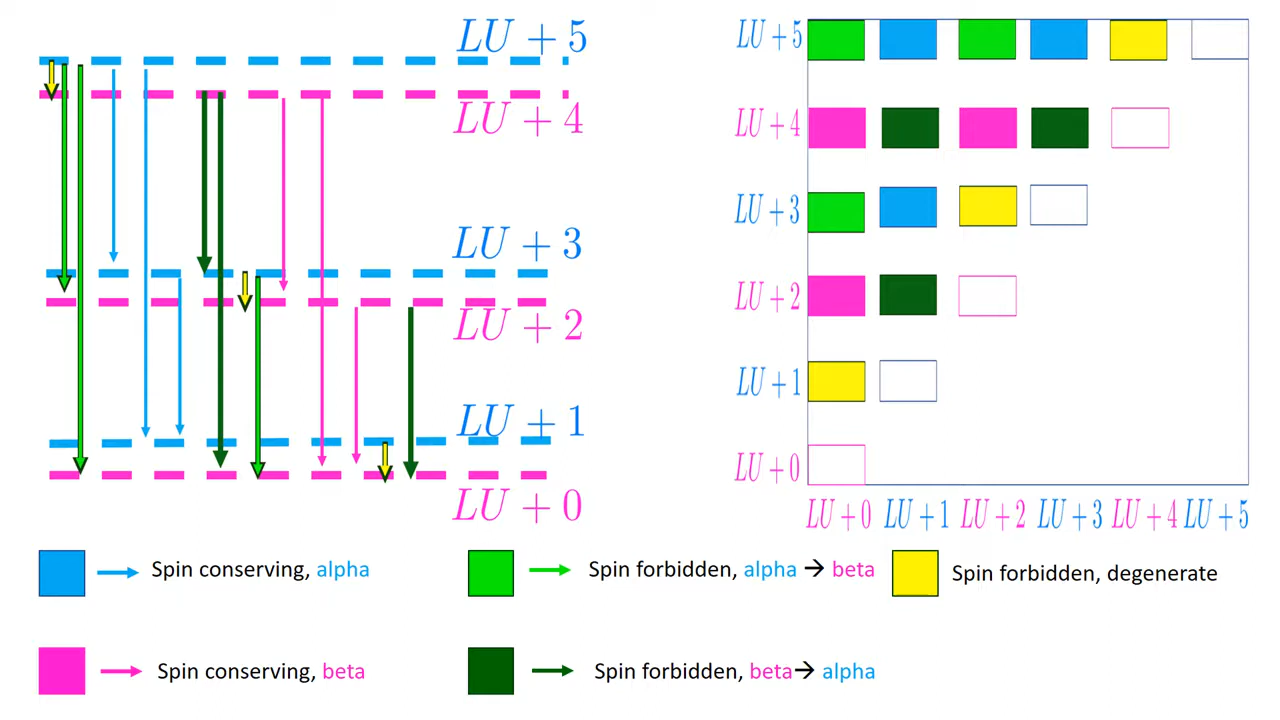 LU + 5
LU + 4
LU + 3
LU + 2
LU + 1
LU + 0
LU + 5
LU + 4
LU + 3
LU + 2
LU + 1
LU + 0
LU + 0 LU + 1 LU + 2 LU + 3 LU + 4 LU + 5
Spin conserving, alpha
Spin forbidden, alpha → beta
Spin forbidden, degenerate
Spin conserving, beta
Spin forbidden, beta → alpha